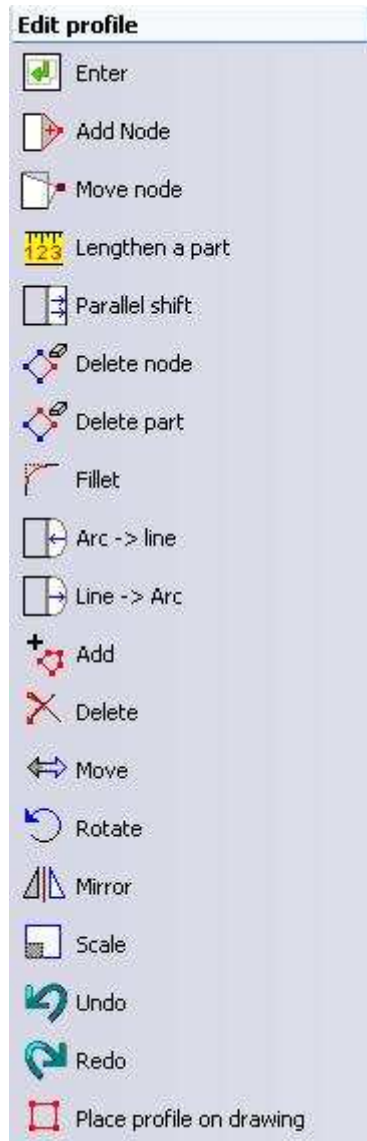 Edit profile
Enter
Add Node
Move node
123 Lengthen a part
Parallel shift
Delete node
Delete part
Fillet
Arc -> line
Line -> Arc
Add
Delete
Move
Rotate
Mirror
Scale
Undo
Redo
Place profile on drawing